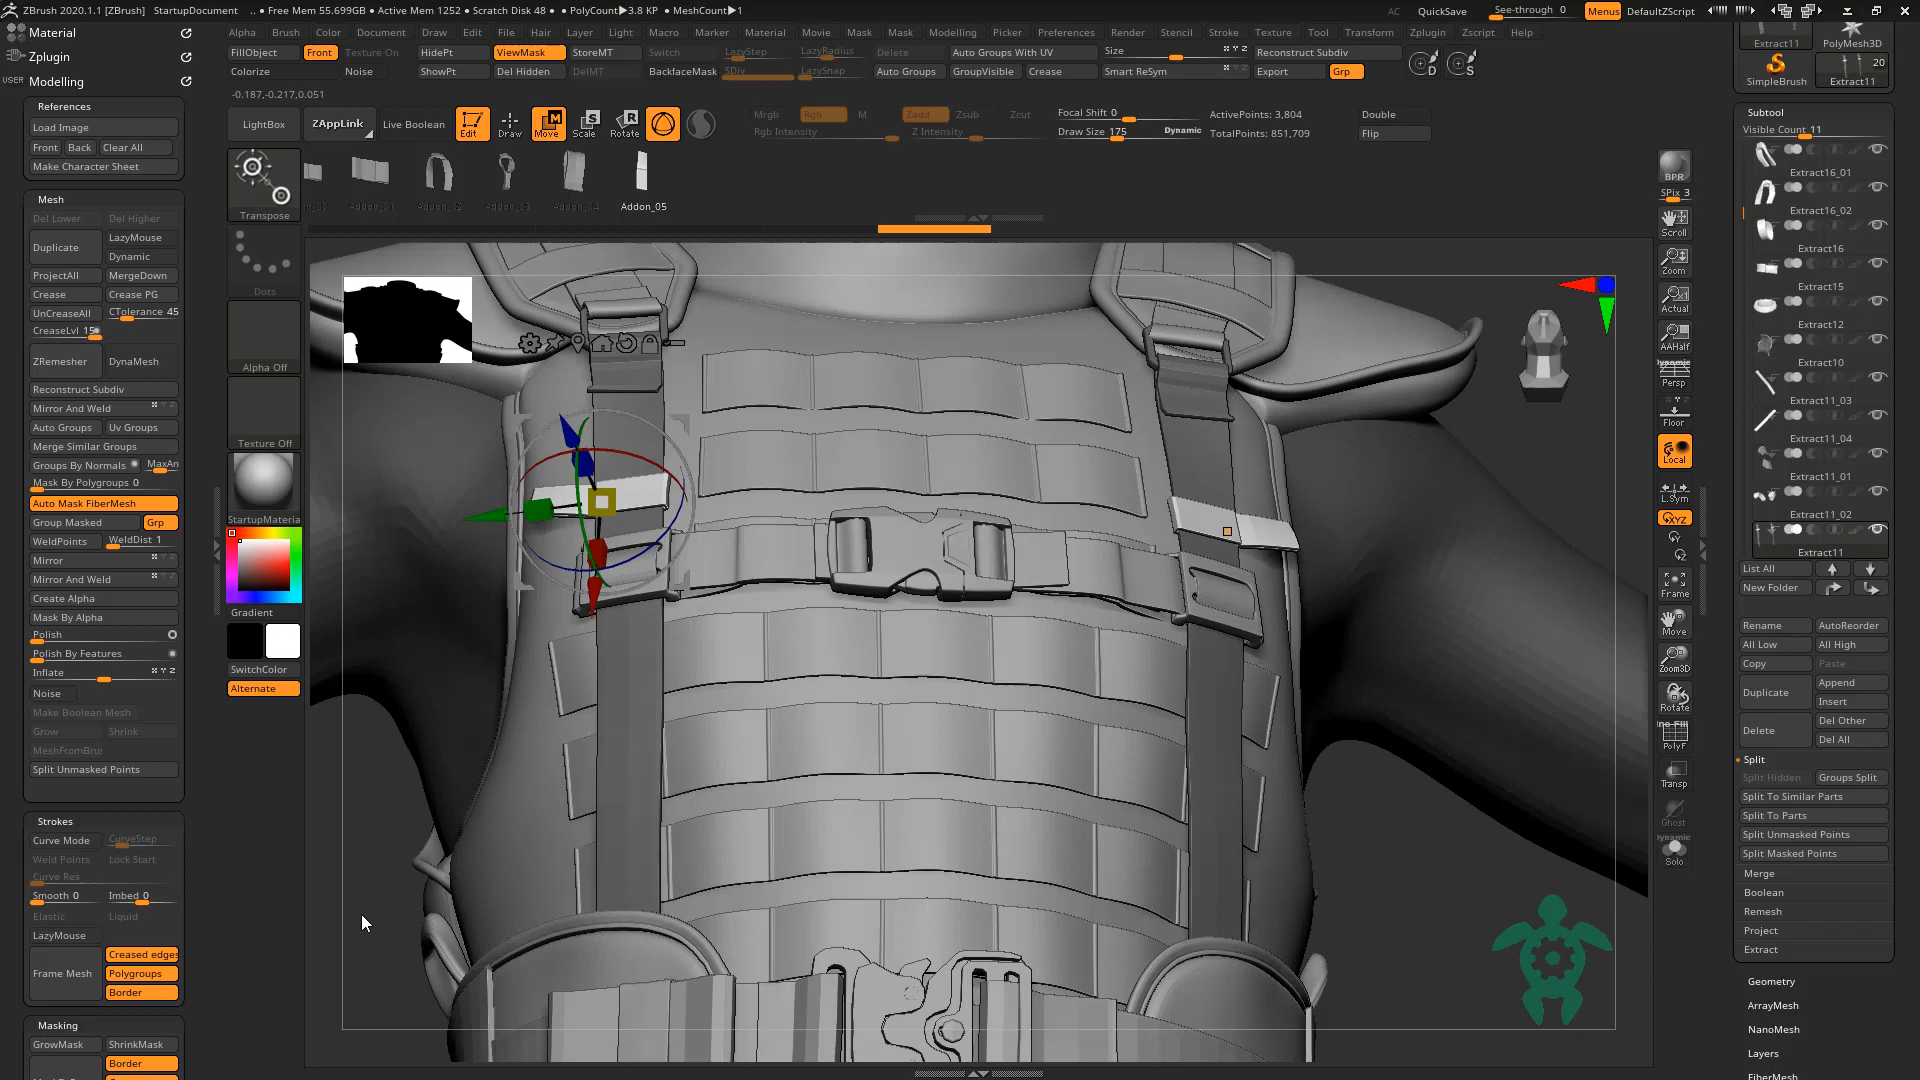 ZBrush 2020.1.1 [ZBrush] StartupDocument .. • Free Mem 55.699GB • Active Mem 1252 • Scratch Disk 48 • • PolyCount▶3.8 KP • MeshCount▶1 AC QuickSave See-through 0 Menus DefaultZScript
Alpha Brush Color Document Draw Edit File Hair Layer Light Macro Marker Material Movie Mask Mask Modelling Picker Preferences Render Stencil Stroke Texture Tool Transform Zplugin Zscript Help
FillObject Front Texture On HidePt ViewMask StoreMT Switch LazyStep LazyRadius Delete Auto Groups With UV Size Reconstruct Subdiv
Colorize Noise ShowPt Del Hidden DelMT BackfaceMask SDiv LazySnap Auto Groups GroupVisible Crease Smart ReSym Export Grp
-0.187,-0.217,0.051
LightBox ZAppLink Live Boolean Edit Draw Move Scale Rotate
Mrgb Rgb M Zadd Zsub Zcut Focal Shift 0 ActivePoints: 3,804 Double
Rgb Intensity Z Intensity Draw Size 175 Dynamic TotalPoints: 851,709 Flip
Material
Zplugin
USER Modelling
References
Load Image
Front Back Clear All
Make Character Sheet
Mesh
Del Lower Del Higher
Duplicate LazyMouse
Dynamic
ProjectAll MergeDown
Crease Crease PG
UnCreaseAll CTolerance 45
CreaseLvl 15
ZRemesher DynaMesh
Reconstruct Subdiv
Mirror And Weld
Auto Groups Uv Groups
Merge Similar Groups
Groups By Normals MaxAn
Mask By Polygroups 0
Auto Mask FiberMesh
Group Masked Grp
WeldPoints WeldDist 1
Mirror
Mirror And Weld
Create Alpha
Mask By Alpha
Polish
Polish By Features
Inflate
Noise
Make Boolean Mesh
Grow Shrink
MeshFromBru
Split Unmasked Points
Strokes
Curve Mode CurveStep
Weld Points Lock Start
Curve Res
Smooth 0 Imbed 0
Elastic Liquid
LazyMouse
Creased edges
Frame Mesh Polygroups
Border
Masking
GrowMask ShrinkMask
Border
Transpose
Dots
Alpha Off
Texture Off
StartupMateria
Gradient
SwitchColor
Alternate
Addon_01 Addon_02 Addon_03 Addon_04 Addon_05
BPR
SPix 3
Scroll
Zoom
Actual
AAHalf
Dynamic
Persp
Floor
Local
L.Sym
XYZ
Frame
Move
Zoom3D
Rotate
PolyF
Transp
Ghost
Dynamic
Solo
Extract11 PolyMesh3D
20
SimpleBrush Extract11
Subtool
Visible Count 11
Extract16_01
Extract16_02
Extract16
Extract15
Extract12
Extract10
Extract11_03
Extract11_04
Extract11_01
Extract11_02
Extract11
List All
New Folder
Rename AutoReorder
All Low All High
Copy Paste
Duplicate Append
Insert
Delete Del Other
Del All
Split
Split Hidden Groups Split
Split To Similar Parts
Split To Parts
Split Unmasked Points
Split Masked Points
Merge
Boolean
Remesh
Project
Extract
Geometry
ArrayMesh
NanoMesh
Layers
FiberMesh